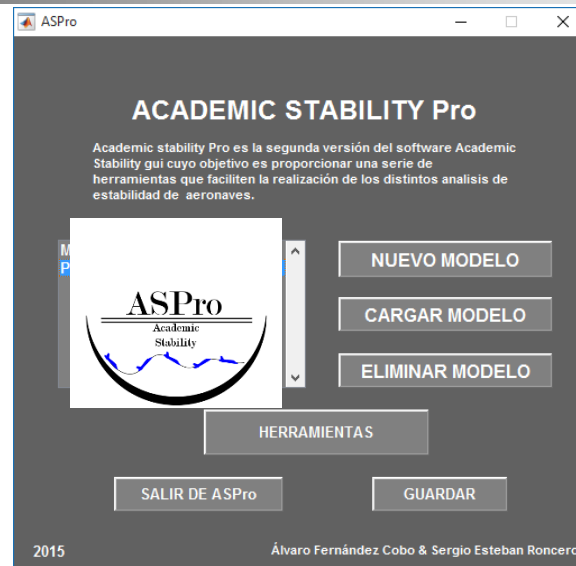 ASPro
ACADEMIC STABILITY Pro
Academic stability Pro es la segunda versión del software Academic
Stability gui cuyo objetivo es proporcionar una serie de
herramientas que faciliten la realización de los distintos analisis de
estabilidad de aeronaves.
NUEVO MODELO
ASPro
Academic
Stability
CARGAR MODELO
ELIMINAR MODELO
HERRAMIENTAS
SALIR DE ASPro
GUARDAR
2015
Álvaro Fernández Cobo & Sergio Esteban Roncero